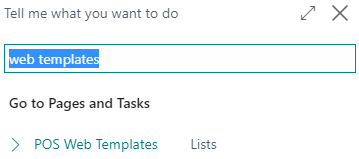 Tell me what you want to do
web templates
Go to Pages and Tasks
POS Web Templates Lists